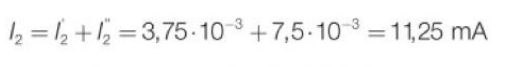 I₂ = I₂' + I₂'' = 3,75·10⁻³ + 7,5·10⁻³ = 11,25 mA